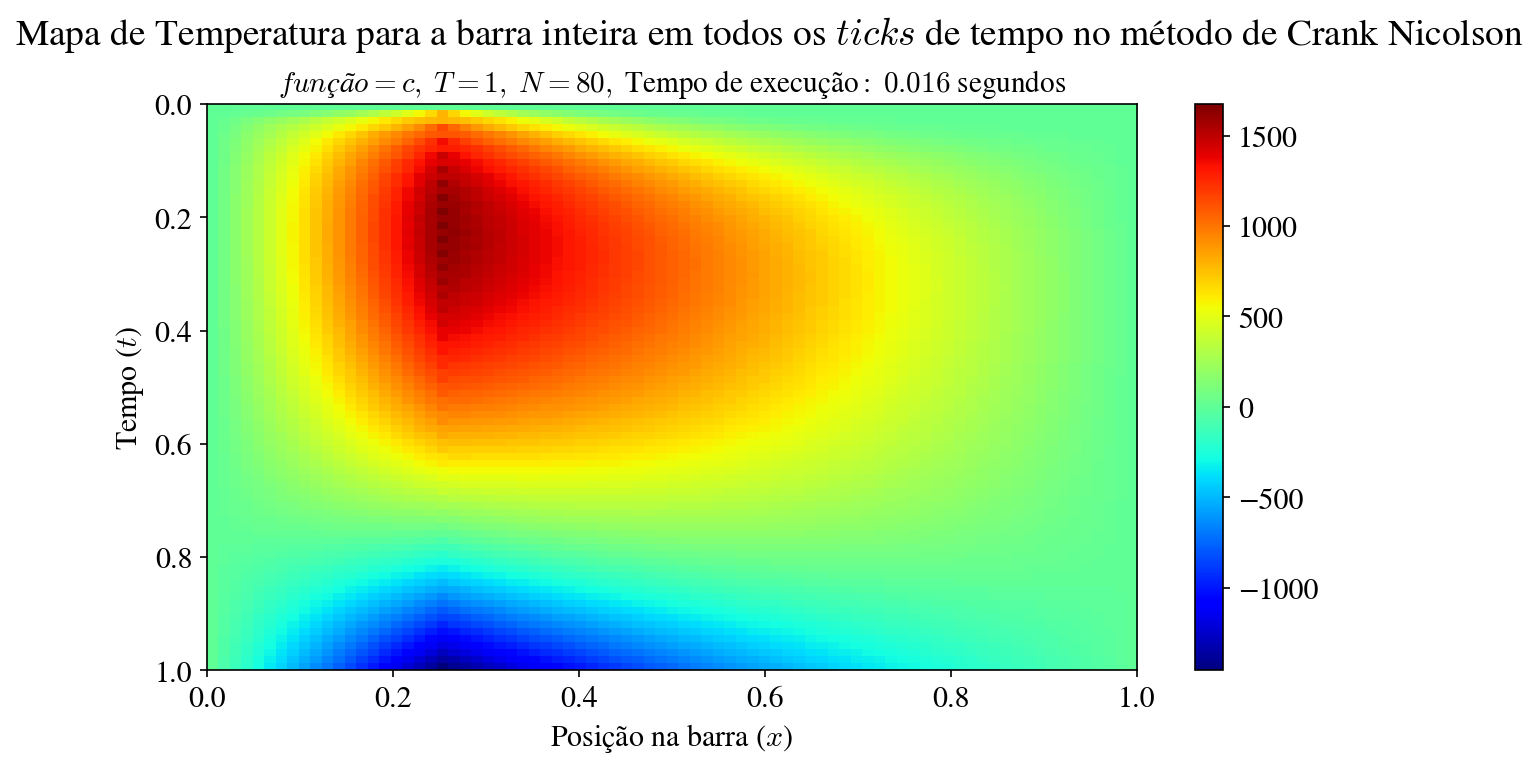 Mapa de Temperatura para a barra inteira em todos os ticks de tempo no método de Crank Nicolson
função = c, T = 1, N = 80, Tempo de execução : 0.016 segundos
0.0
0.2
0.4
0.6
0.8
1.0
Tempo (t)
0.0 0.2 0.4 0.6 0.8 1.0
Posição na barra (x)
1500
1000
500
0
−500
−1000